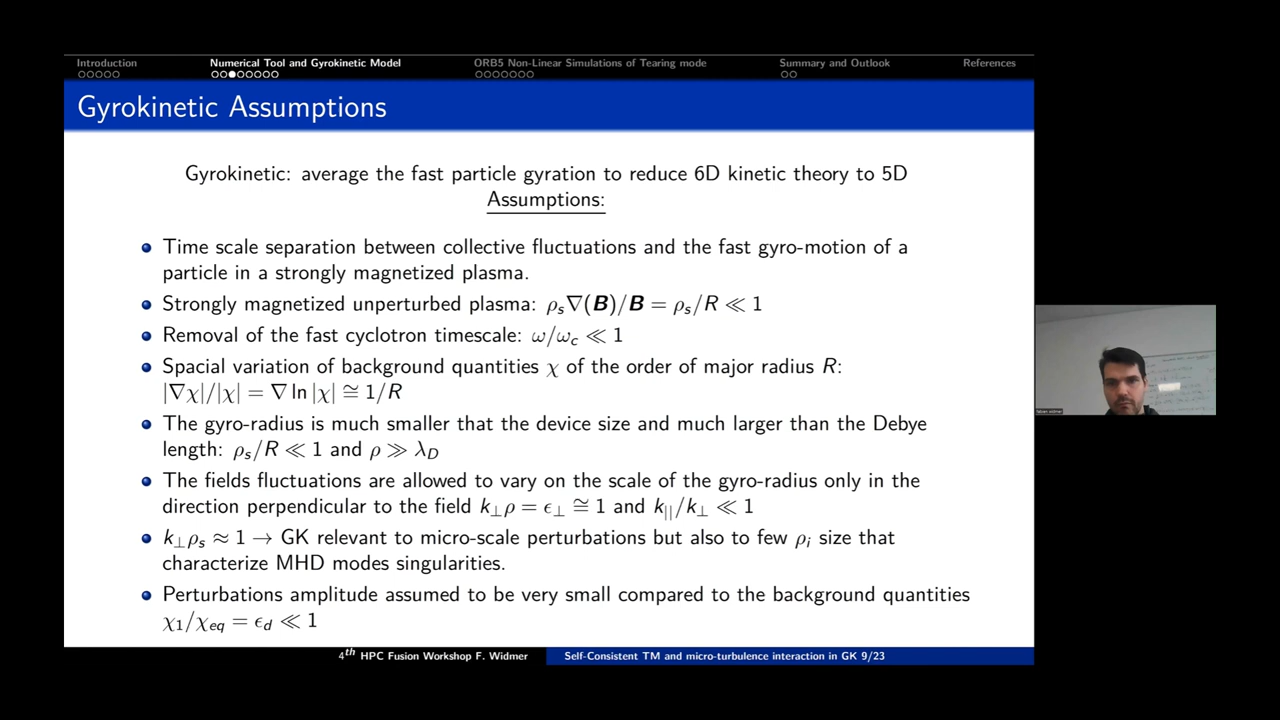 Introduction Numerical Tool and Gyrokinetic Model ORB5 Non-Linear Simulations of Tearing mode Summary and Outlook References
Gyrokinetic Assumptions
Gyrokinetic: average the fast particle gyration to reduce 6D kinetic theory to 5D
Assumptions:
Time scale separation between collective fluctuations and the fast gyro-motion of a
particle in a strongly magnetized plasma.
Strongly magnetized unperturbed plasma: ρₛ∇(B)/B = ρₛ/R ≪ 1
Removal of the fast cyclotron timescale: ω/ω_c ≪ 1
Spacial variation of background quantities χ of the order of major radius R:
|∇χ|/|χ| = ∇ ln |χ| ≅ 1/R
The gyro-radius is much smaller that the device size and much larger than the Debye
length: ρₛ/R ≪ 1 and ρ ≫ λ_D
The fields fluctuations are allowed to vary on the scale of the gyro-radius only in the
direction perpendicular to the field k_⊥ρ = ϵ_⊥ ≅ 1 and k_||/k_⊥ ≪ 1
k_⊥ρₛ ≈ 1 → GK relevant to micro-scale perturbations but also to few ρᵢ size that
characterize MHD modes singularities.
Perturbations amplitude assumed to be very small compared to the background quantities
χ₁/χ_eq = ϵ_d ≪ 1
4th HPC Fusion Workshop F. Widmer Self-Consistent TM and micro-turbulence interaction in GK 9/23
fabien widmer